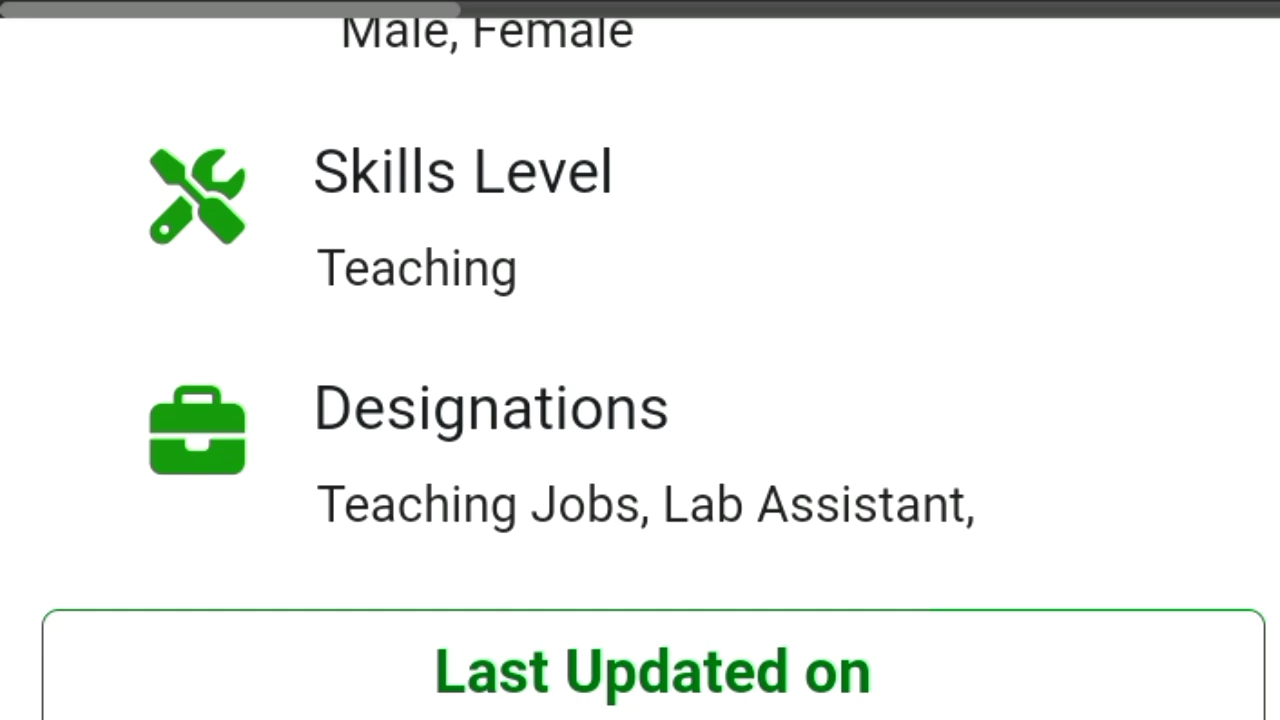 Male, Female
Skills Level
Teaching
Designations
Teaching Jobs, Lab Assistant,
Last Updated on